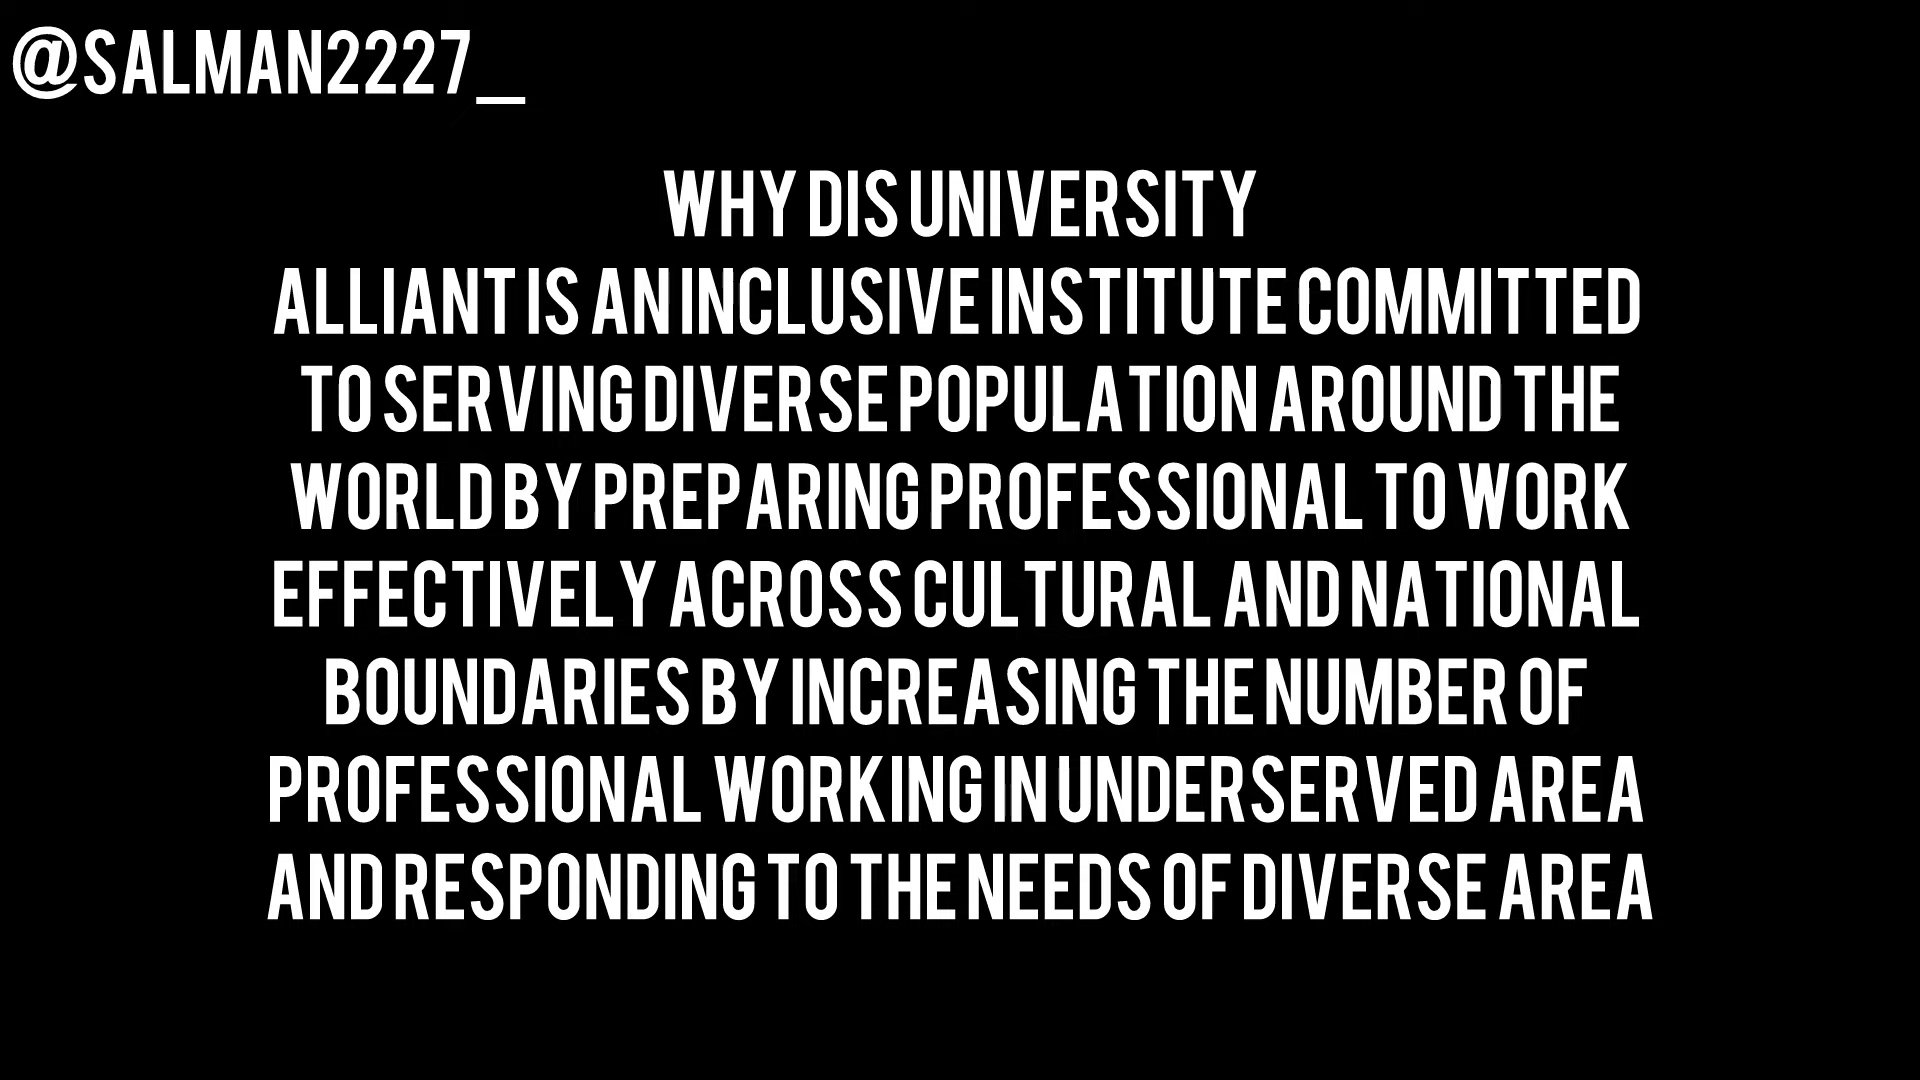 @SALMAN2227_
WHY DIS UNIVERSITY
ALLIANT IS AN INCLUSIVE INSTITUTE COMMITTED
TO SERVING DIVERSE POPULATION AROUND THE
WORLD BY PREPARING PROFESSIONAL TO WORK
EFFECTIVELY ACROSS CULTURAL AND NATIONAL
BOUNDARIES BY INCREASING THE NUMBER OF
PROFESSIONAL WORKING IN UNDERSERVED AREA
AND RESPONDING TO THE NEEDS OF DIVERSE AREA